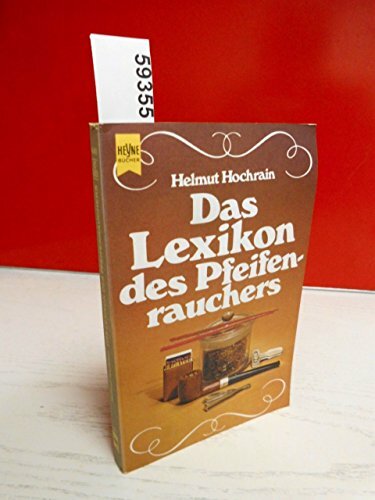 59355
HEYNE
BÜCHER
Helmut Hochrain
Das
Lexikon
des Pfeifen-
rauchers